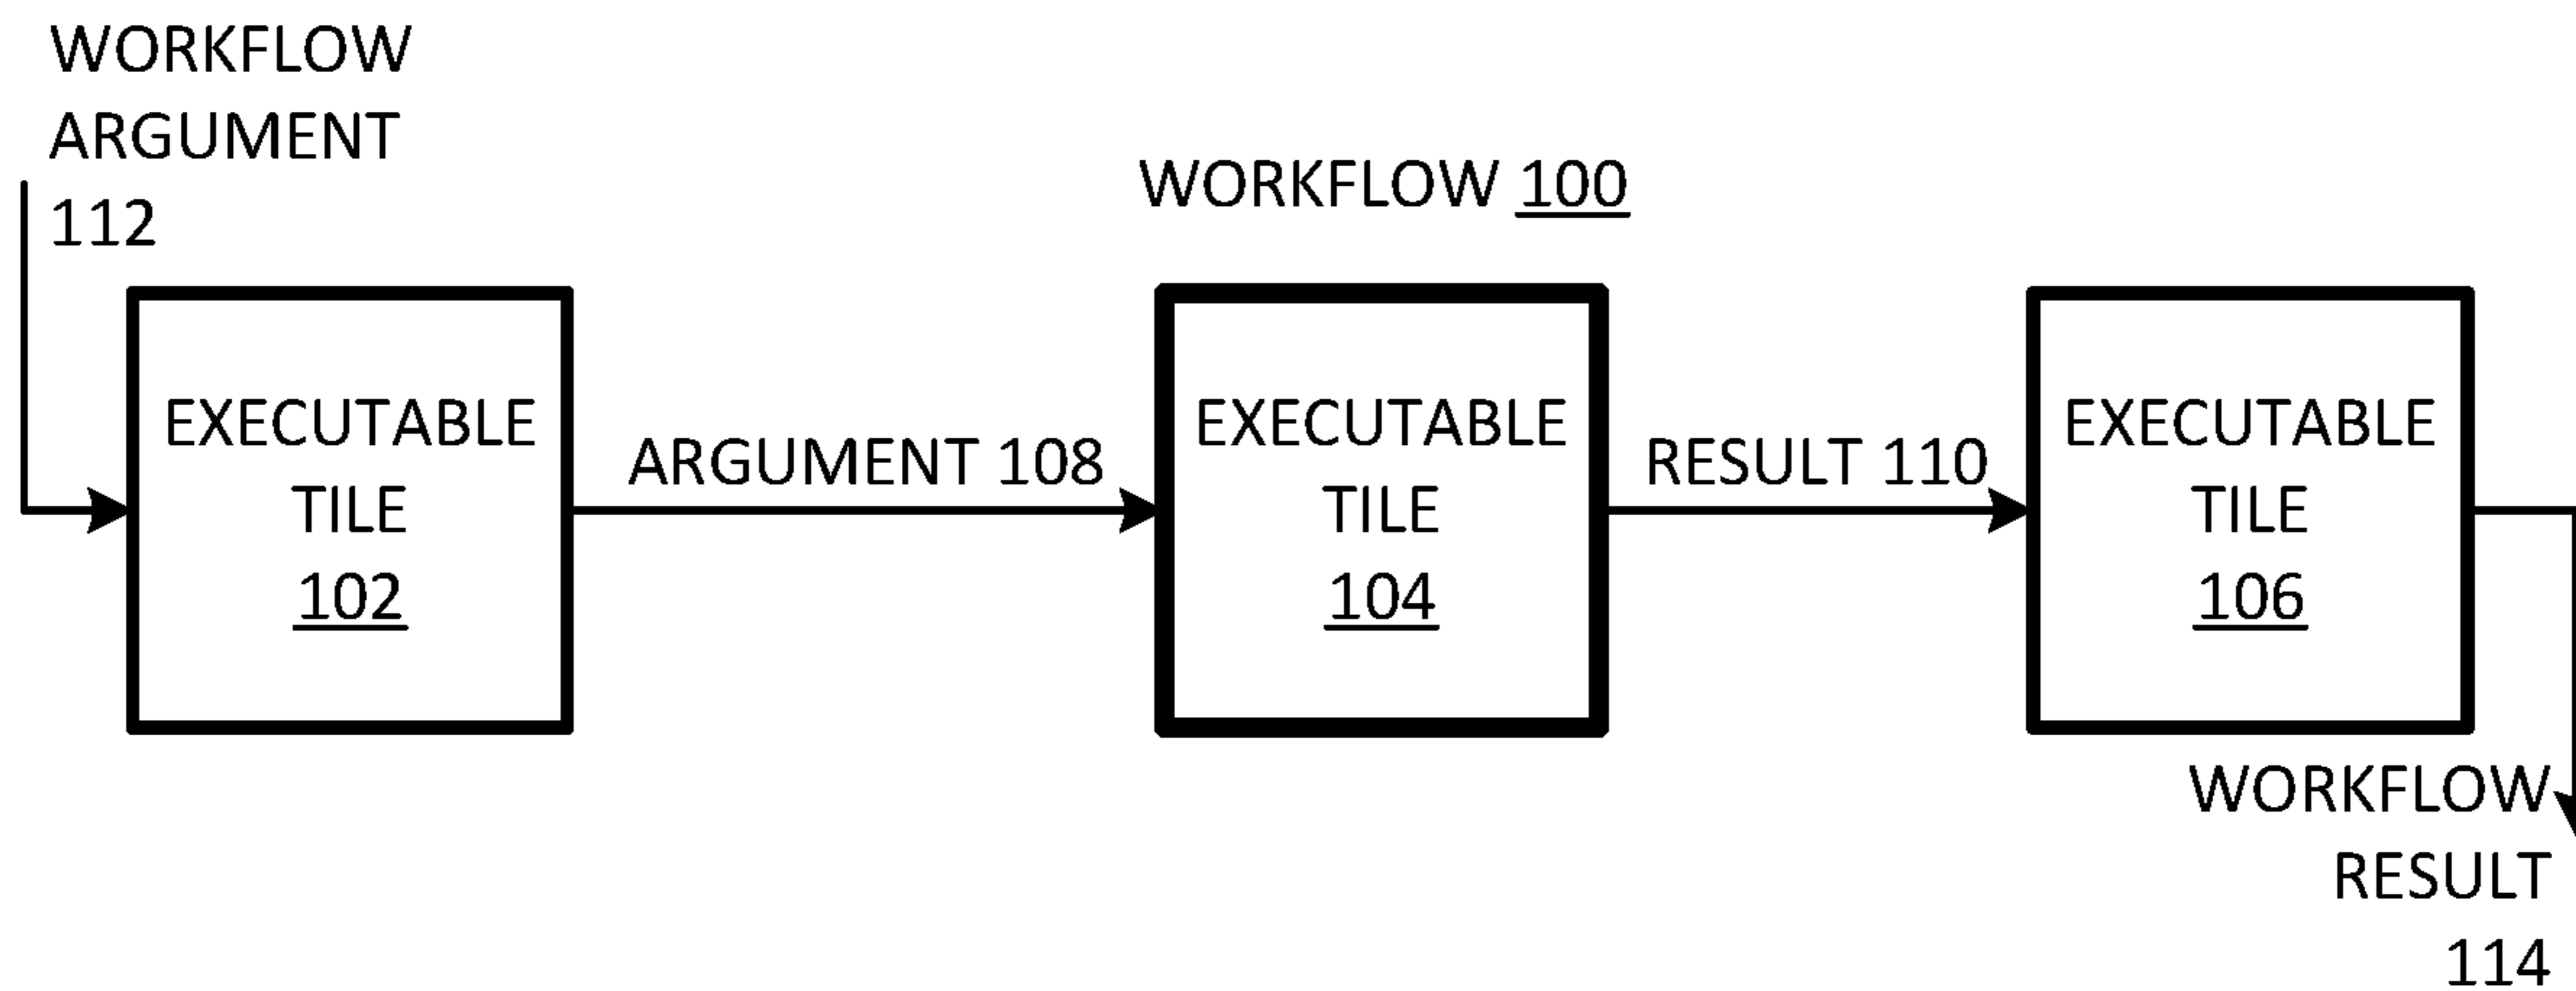 WORKFLOW
ARGUMENT
112
WORKFLOW 100
EXECUTABLE
TILE
102
ARGUMENT 108
EXECUTABLE
TILE
104
RESULT 110
EXECUTABLE
TILE
106
WORKFLOW
RESULT
114